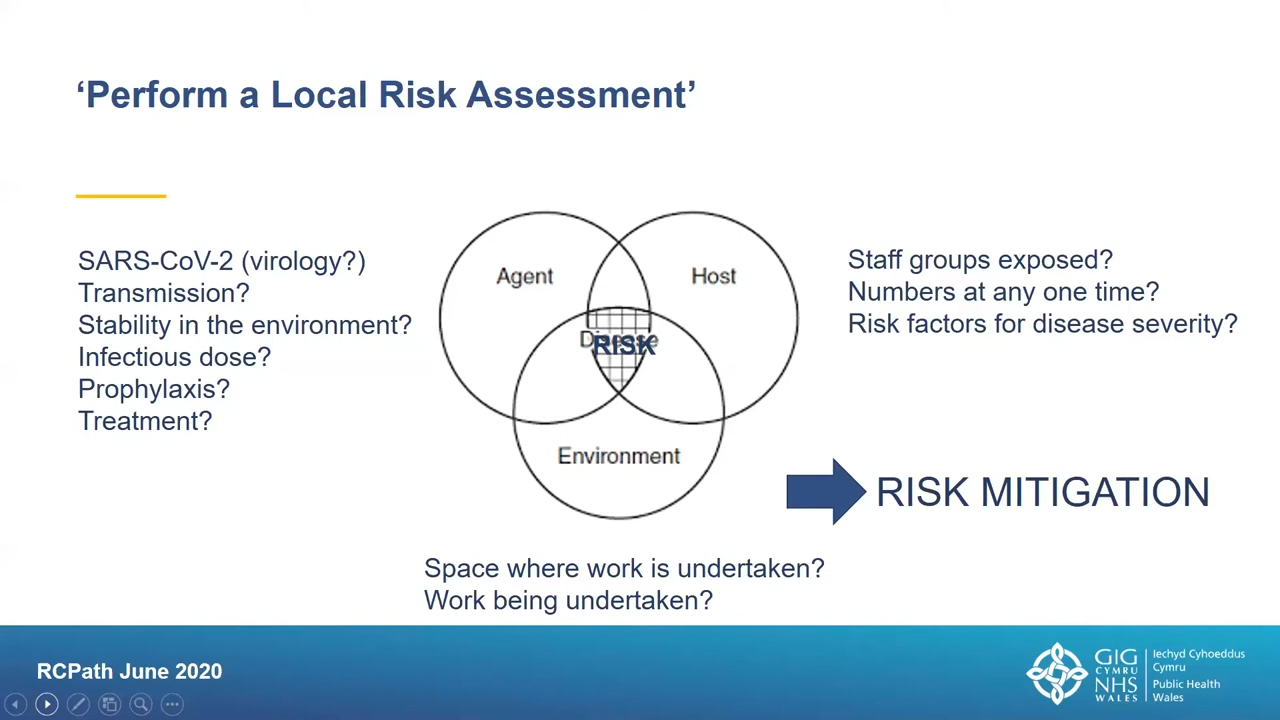 ‘Perform a Local Risk Assessment’
SARS-CoV-2 (virology?)
Transmission?
Stability in the environment?
Infectious dose?
Prophylaxis?
Treatment?
Agent
Host
Disease
RISK
Environment
Staff groups exposed?
Numbers at any one time?
Risk factors for disease severity?
RISK MITIGATION
Space where work is undertaken?
Work being undertaken?
RCPath June 2020
GIG
CYMRU
NHS
WALES
Iechyd Cyhoeddus
Cymru
Public Health
Wales